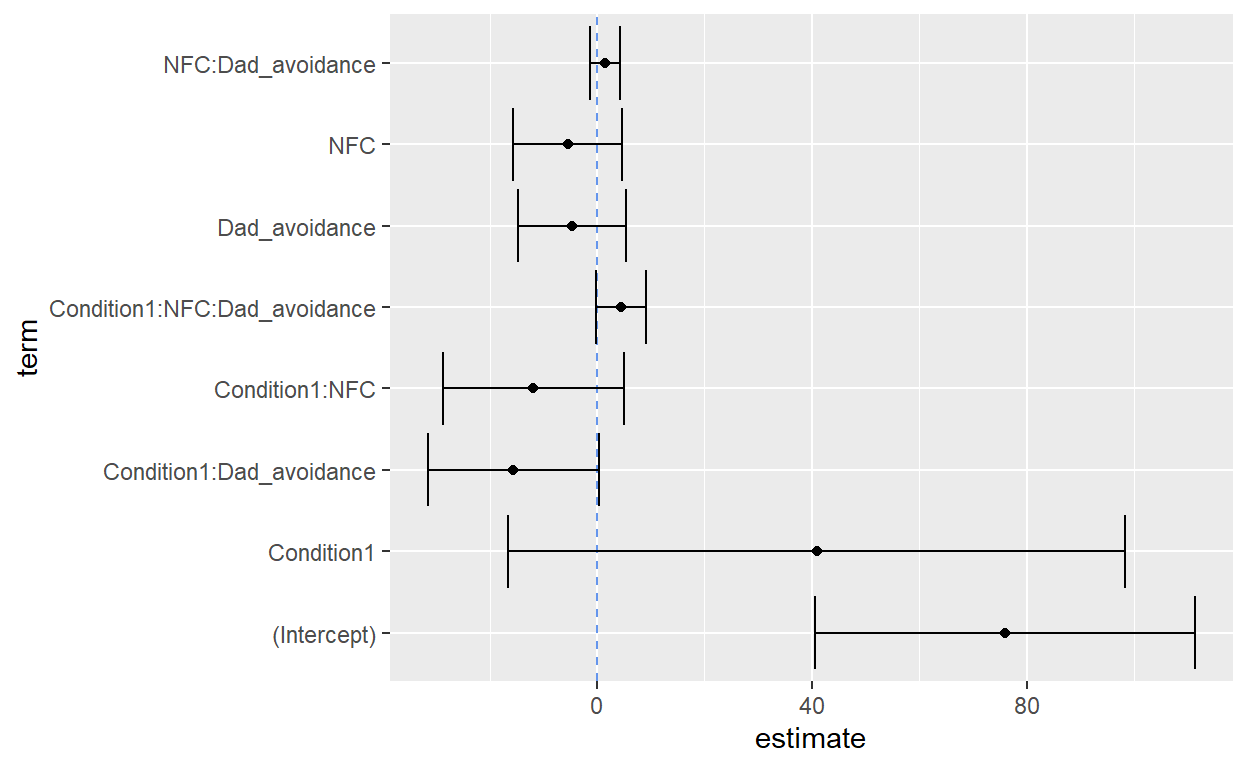 NFC:Dad_avoidance
NFC
Dad_avoidance
Condition1:NFC:Dad_avoidance
Condition1:NFC
Condition1:Dad_avoidance
Condition1
(Intercept)
term
0 40 80
estimate